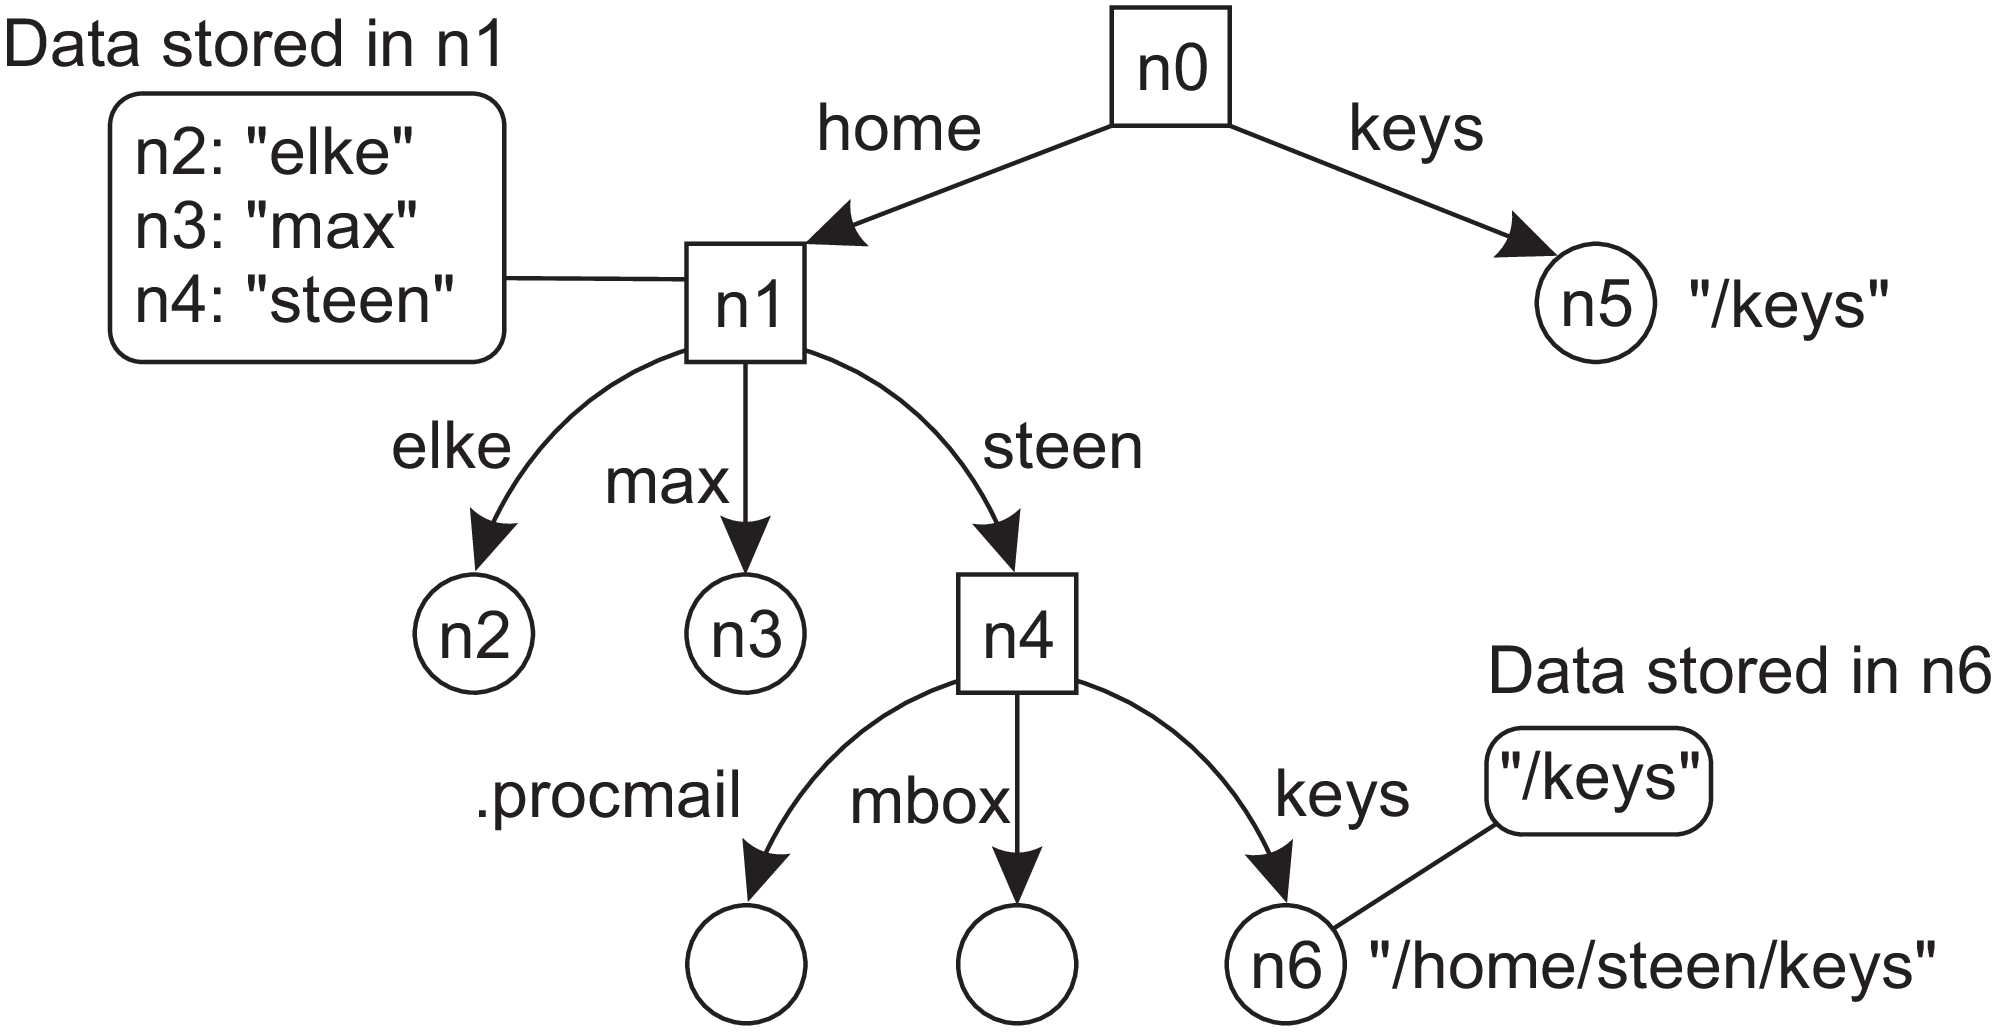 Data stored in n1
n0
home
keys
n2: "elke"
n3: "max"
n4: "steen"
n1
n5
"/keys"
elke
max
steen
n2
n3
n4
Data stored in n6
"/keys"
.procmail
mbox
keys
n6
"/home/steen/keys"